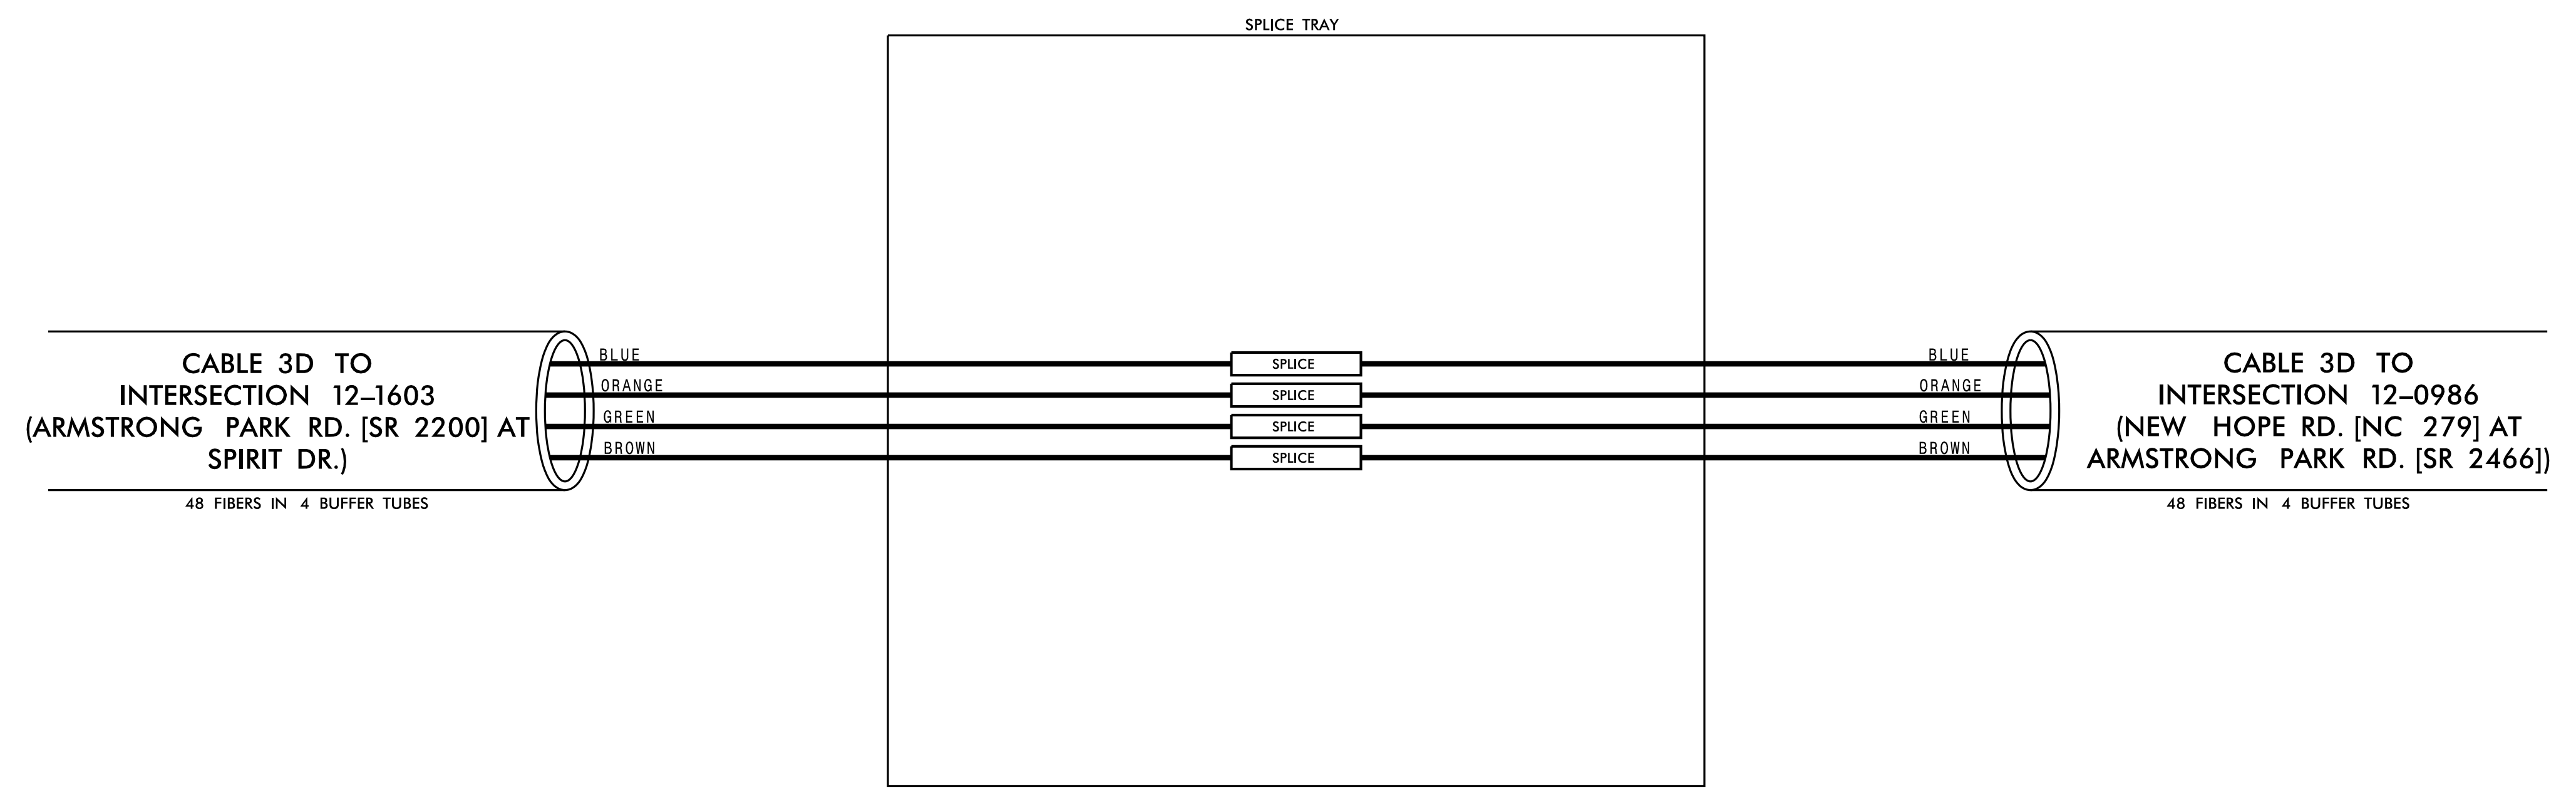 SPLICE TRAY
CABLE 3D TO
INTERSECTION 12-1603
(ARMSTRONG PARK RD. [SR 2200] AT
SPIRIT DR.)
48 FIBERS IN 4 BUFFER TUBES
BLUE
ORANGE
GREEN
BROWN
SPLICE
SPLICE
SPLICE
SPLICE
BLUE
ORANGE
GREEN
BROWN
CABLE 3D TO
INTERSECTION 12-0986
(NEW HOPE RD. [NC 279] AT
ARMSTRONG PARK RD. [SR 2466])
48 FIBERS IN 4 BUFFER TUBES